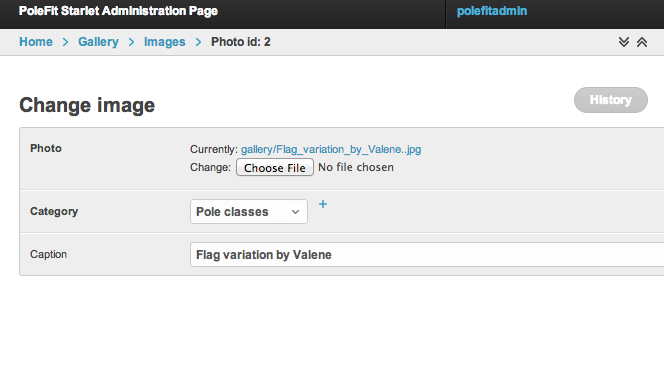 PoleFit Starlet Administration Page
polefitadmin
Home > Gallery > Images > Photo id: 2
Change image
History
Photo
Currently: gallery/Flag_variation_by_Valene..jpg
Change: Choose File No file chosen
Category
Pole classes
+
Caption
Flag variation by Valene